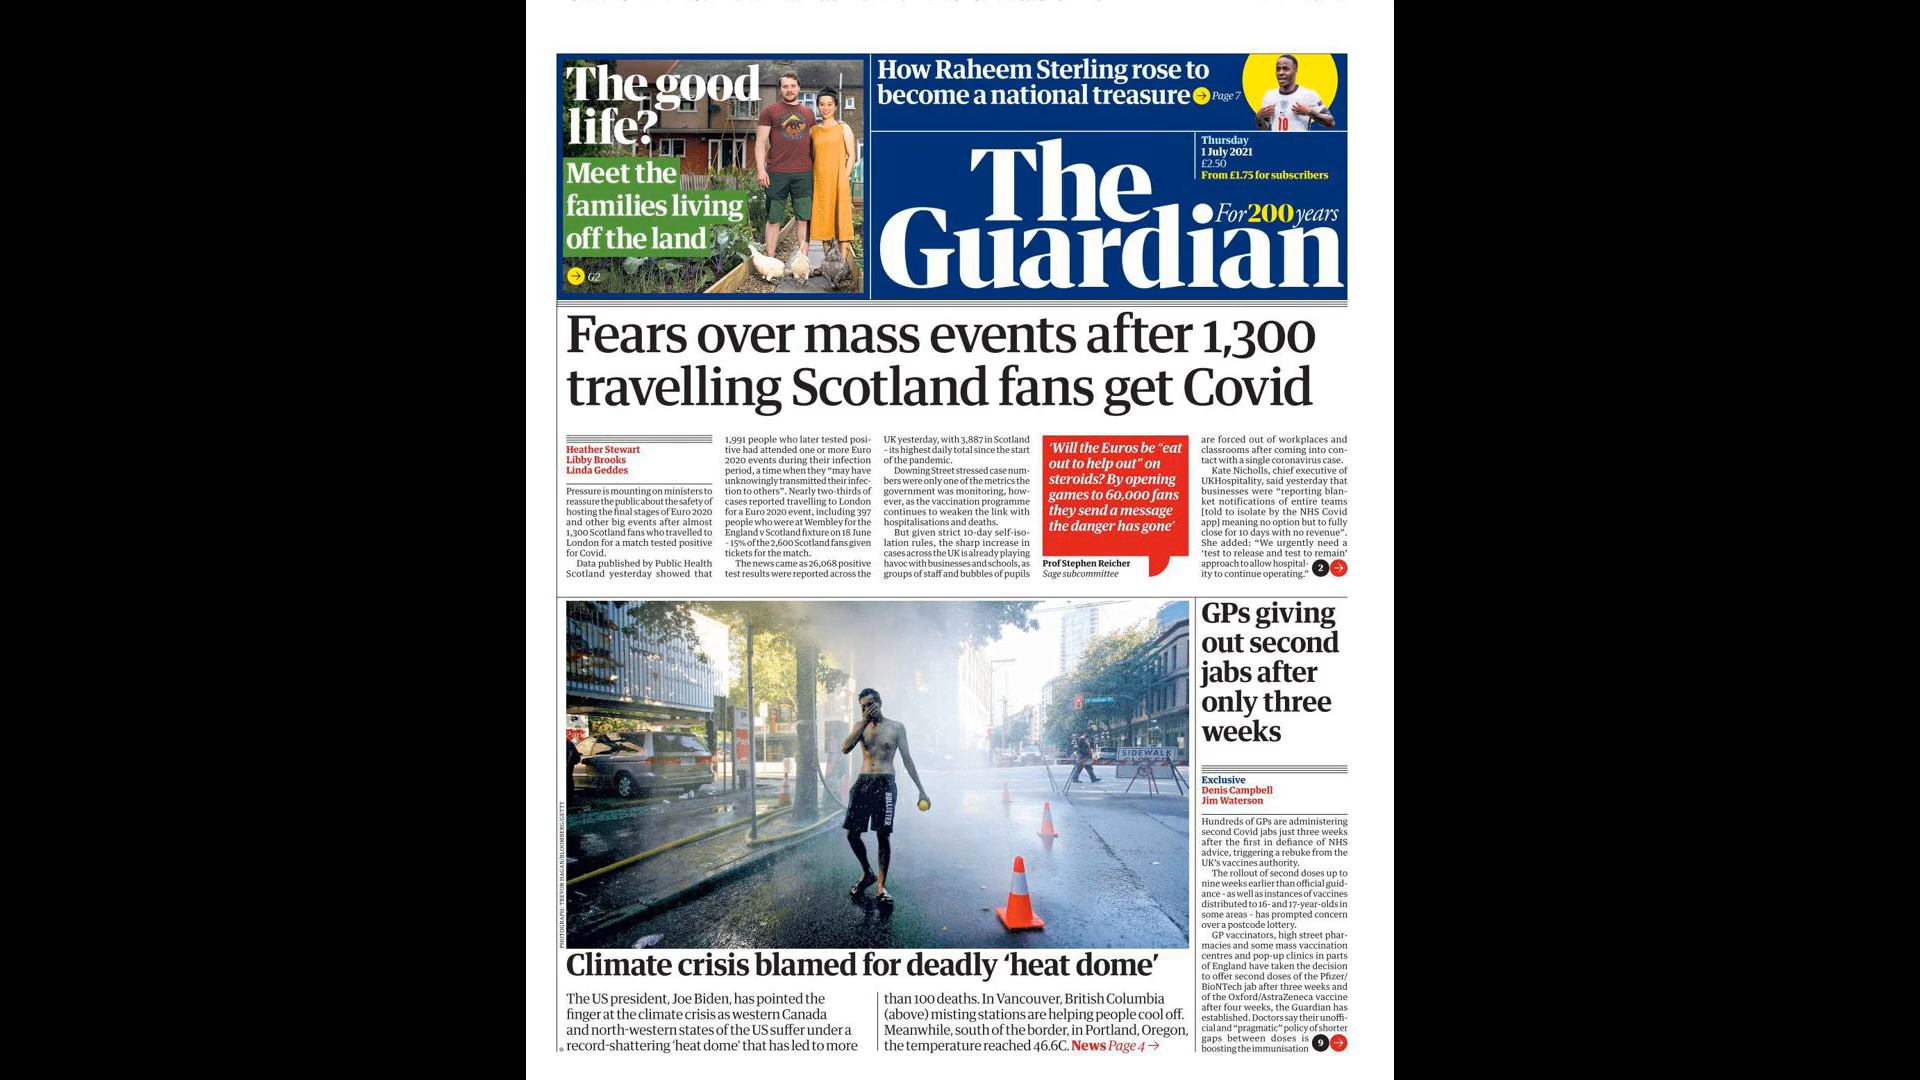 The good
life?
Meet the
families living
off the land
G2
How Raheem Sterling rose to
become a national treasure Page 7
Thursday
1 July 2021
£2.50
From £1.75 for subscribers
The
Guardian
For 200 years
Fears over mass events after 1,300
travelling Scotland fans get Covid
Heather Stewart
Libby Brooks
Linda Geddes
Pressure is mounting on ministers to
reassure the public about the safety of
hosting the final stages of Euro 2020
and other big events after almost
1,300 Scotland fans who travelled to
London for a match tested positive
for Covid.
Data published by Public Health
Scotland yesterday showed that
1,991 people who later tested posi-
tive had attended one or more Euro
2020 events during their infection
period, a time when they “may have
unknowingly transmitted their infec-
tion to others”. Nearly two-thirds of
cases reported travelling to London
for a Euro 2020 event, including 397
people who were at Wembley for the
England v Scotland fixture on 18 June
- 15% of the 2,600 Scotland fans given
tickets for the match.
The news came as 26,068 positive
test results were reported across the
UK yesterday, with 3,887 in Scotland
- its highest daily total since the start
of the pandemic.
Downing Street stressed case num-
bers were only one of the metrics the
government was monitoring, how-
ever, as the vaccination programme
continues to weaken the link with
hospitalisations and deaths.
But given strict 10-day self-iso-
lation rules, the sharp increase in
cases across the UK is already playing
havoc with businesses and schools, as
groups of staff and bubbles of pupils
‘Will the Euros be “eat
out to help out” on
steroids? By opening
games to 60,000 fans
they send a message
the danger has gone’
Prof Stephen Reicher
Sage subcommittee
are forced out of workplaces and
classrooms after coming into con-
tact with a single coronavirus case.
Kate Nicholls, chief executive of
UKHospitality, said yesterday that
businesses were “reporting blan-
ket notifications of entire teams
[told to isolate by the NHS Covid
app] meaning no option but to fully
close for 10 days with no revenue”.
She added: “We urgently need a
‘test to release and test to remain’
approach to allow hospital-
ity to continue operating.” 2
PHOTOGRAPH: TREVOR HAGAN/BLOOMBERG/GETTY
Park
SIDEWALK
HOLLISTER
Climate crisis blamed for deadly ‘heat dome’
The US president, Joe Biden, has pointed the
finger at the climate crisis as western Canada
and north-western states of the US suffer under a
record-shattering ‘heat dome’ that has led to more
than 100 deaths. In Vancouver, British Columbia
(above) misting stations are helping people cool off.
Meanwhile, south of the border, in Portland, Oregon,
the temperature reached 46.6C. News Page 4 →
GPs giving
out second
jabs after
only three
weeks
Exclusive
Denis Campbell
Jim Waterson
Hundreds of GPs are administering
second Covid jabs just three weeks
after the first in defiance of NHS
advice, triggering a rebuke from the
UK’s vaccines authority.
The rollout of second doses up to
nine weeks earlier than official guid-
ance - as well as instances of vaccines
distributed to 16- and 17-year-olds in
some areas - has prompted concern
over a postcode lottery.
GP vaccinators, high street phar-
macies and some mass vaccination
centres and pop-up clinics in parts
of England have taken the decision
to offer second doses of the Pfizer/
BioNTech jab after three weeks and
of the Oxford/AstraZeneca vaccine
after four weeks, the Guardian has
established. Doctors say their unoffi-
cial and “pragmatic” policy of shorter
gaps between doses is
boosting the immunisation 9